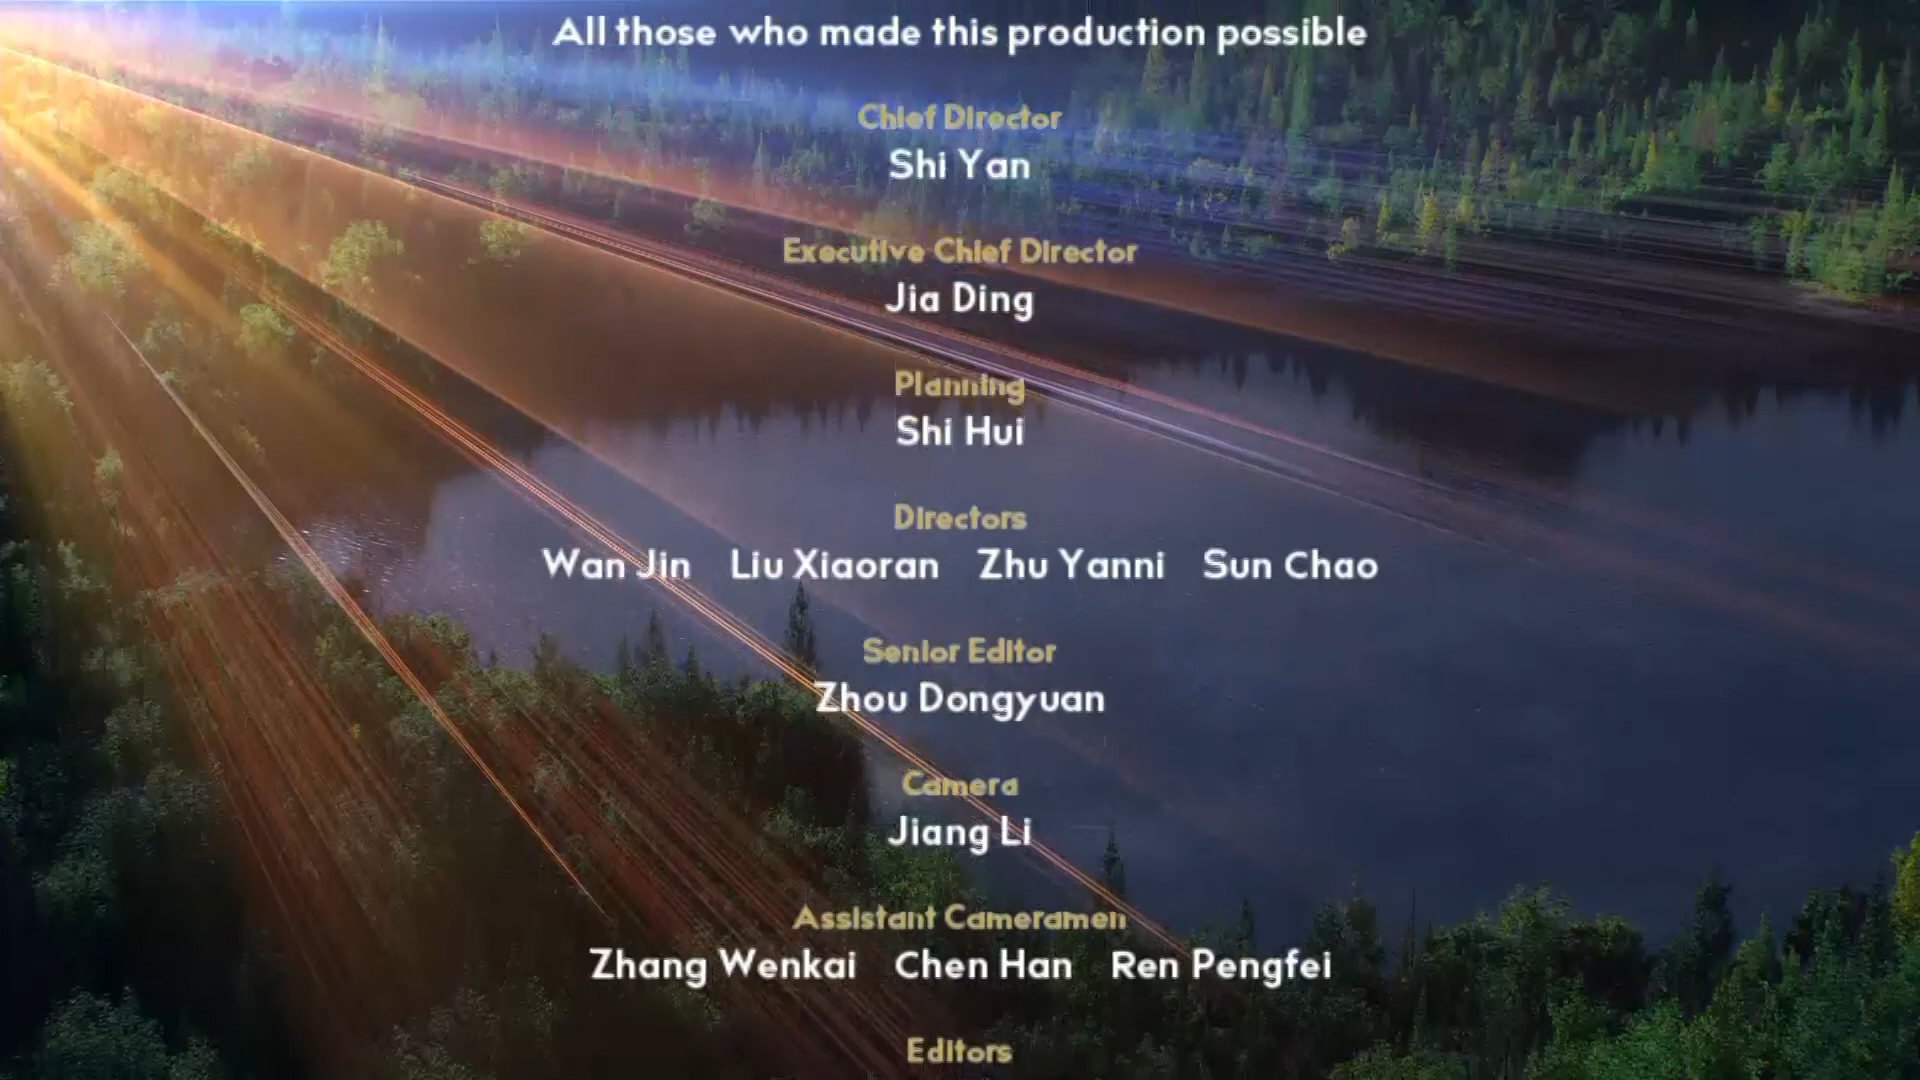 All those who made this production possible
Chief Director
Shi Yan
Executive Chief Director
Jia Ding
Planning
Shi Hui
Directors
Wan Jin Liu Xiaoran Zhu Yanni Sun Chao
Senior Editor
Zhou Dongyuan
Camera
Jiang Li
Assistant Cameramen
Zhang Wenkai Chen Han Ren Pengfei
Editors